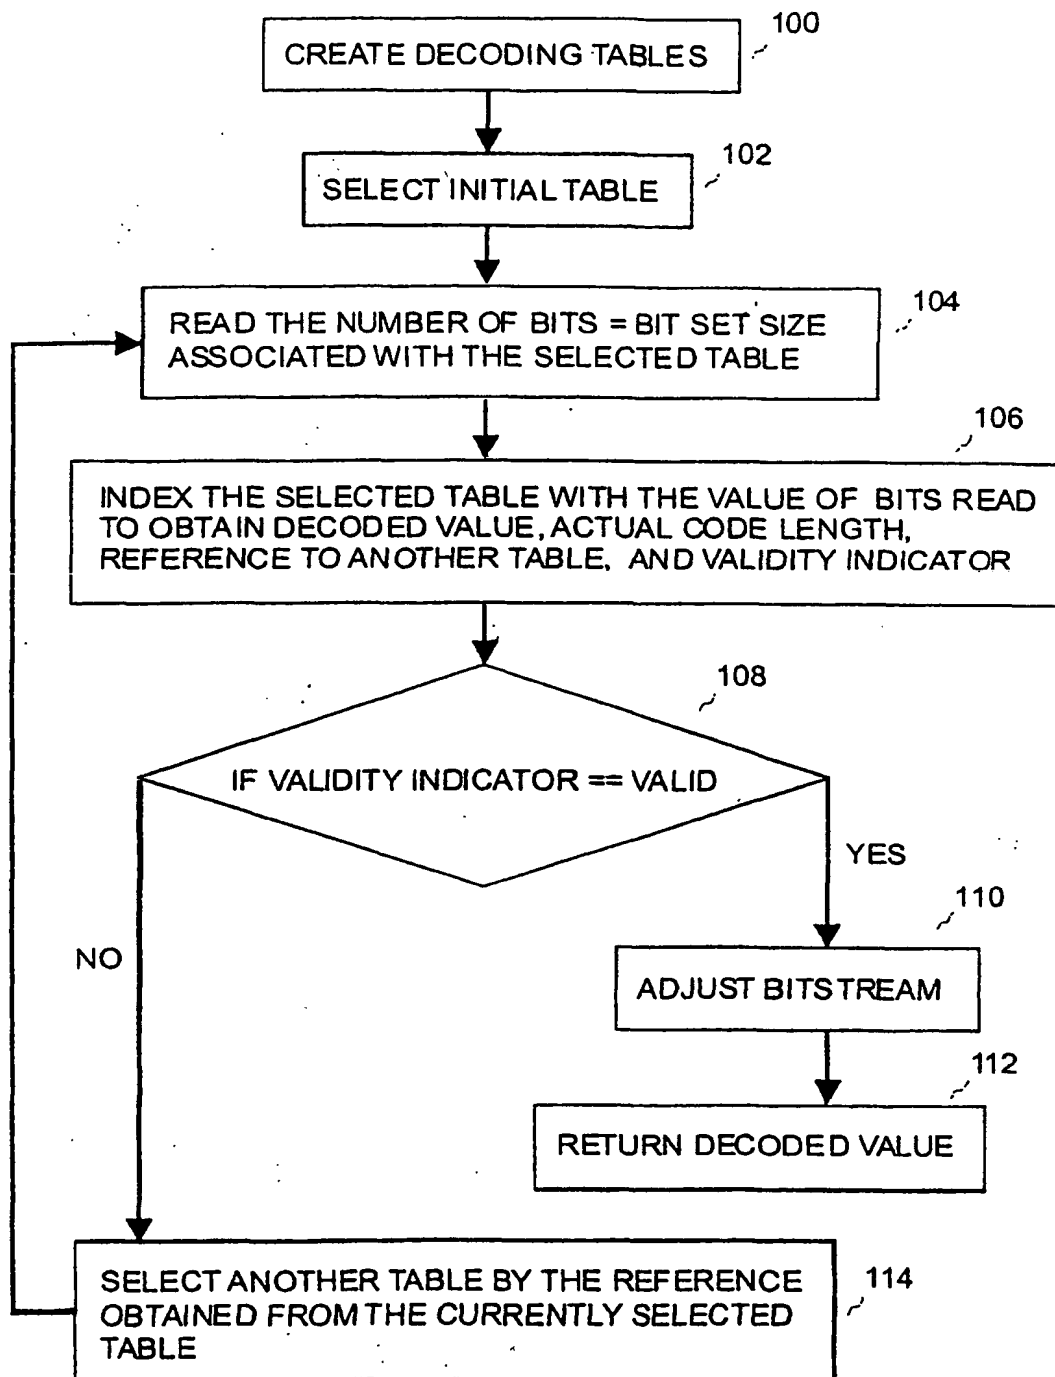 100
CREATE DECODING TABLES
102
SELECT INITIAL TABLE
104
READ THE NUMBER OF BITS = BIT SET SIZE
ASSOCIATED WITH THE SELECTED TABLE
106
INDEX THE SELECTED TABLE WITH THE VALUE OF BITS READ
TO OBTAIN DECODED VALUE, ACTUAL CODE LENGTH,
REFERENCE TO ANOTHER TABLE, AND VALIDITY INDICATOR
108
IF VALIDITY INDICATOR == VALID
YES
110
NO
ADJUST BITSTREAM
112
RETURN DECODED VALUE
114
SELECT ANOTHER TABLE BY THE REFERENCE
OBTAINED FROM THE CURRENTLY SELECTED
TABLE